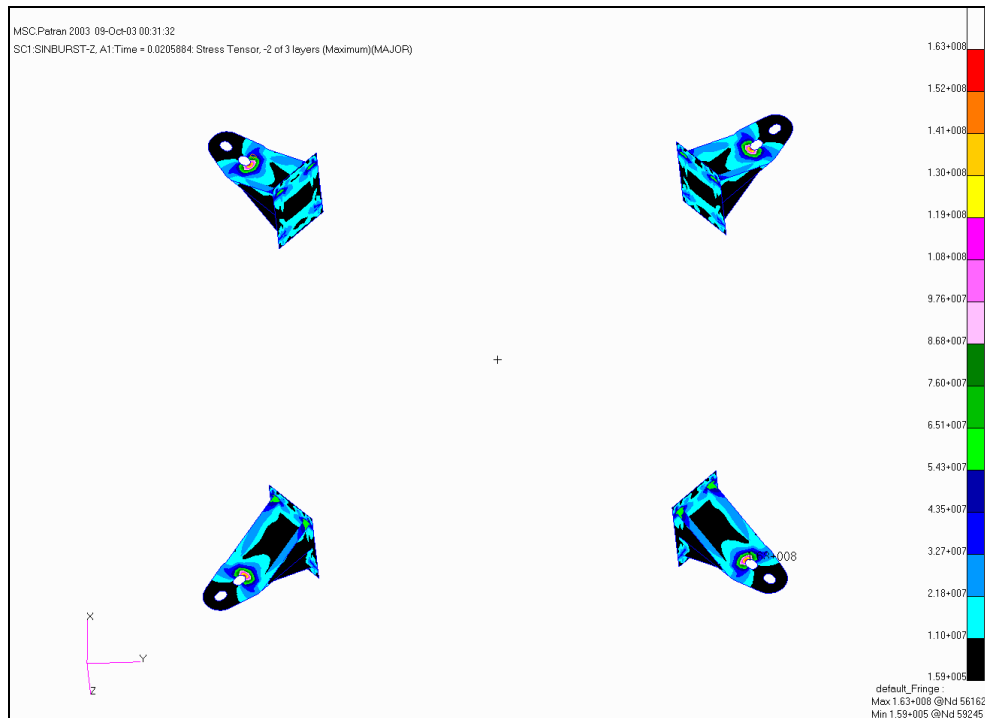 MSC.Patran 2003 09-Oct-03 00:31:32
SC1:SINBURST-Z, A1:Time = 0.0205884: Stress Tensor, -2 of 3 layers (Maximum)(MAJOR)
1.63+008
1.52+008
1.41+008
1.30+008
1.19+008
1.08+008
9.76+007
8.68+007
7.60+007
6.51+007
5.43+007
4.35+007
3.27+007
2.18+007
1.10+007
1.59+005
+008
X
Y
Z
default_Fringe :
Max 1.63+008 @Nd 56162
Min 1.59+005 @Nd 59245